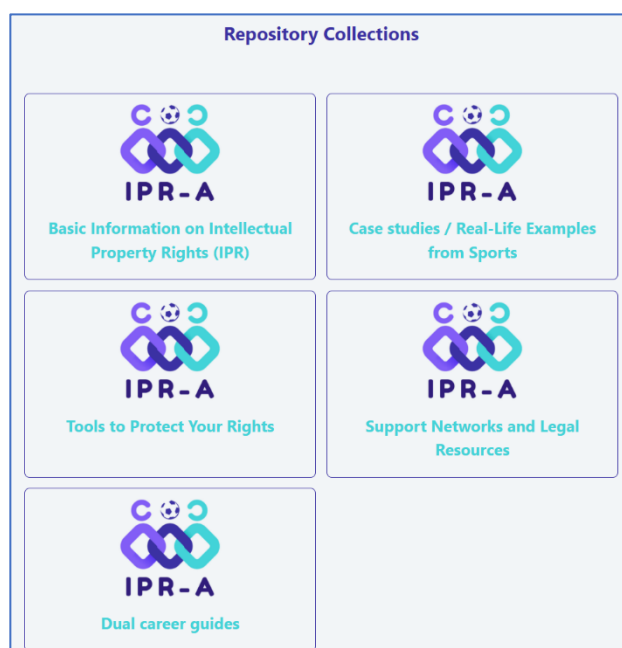 Repository Collections
IPR-A
Basic Information on Intellectual
Property Rights (IPR)
IPR-A
Case studies / Real-Life Examples
from Sports
IPR-A
Tools to Protect Your Rights
IPR-A
Support Networks and Legal
Resources
IPR-A
Dual career guides